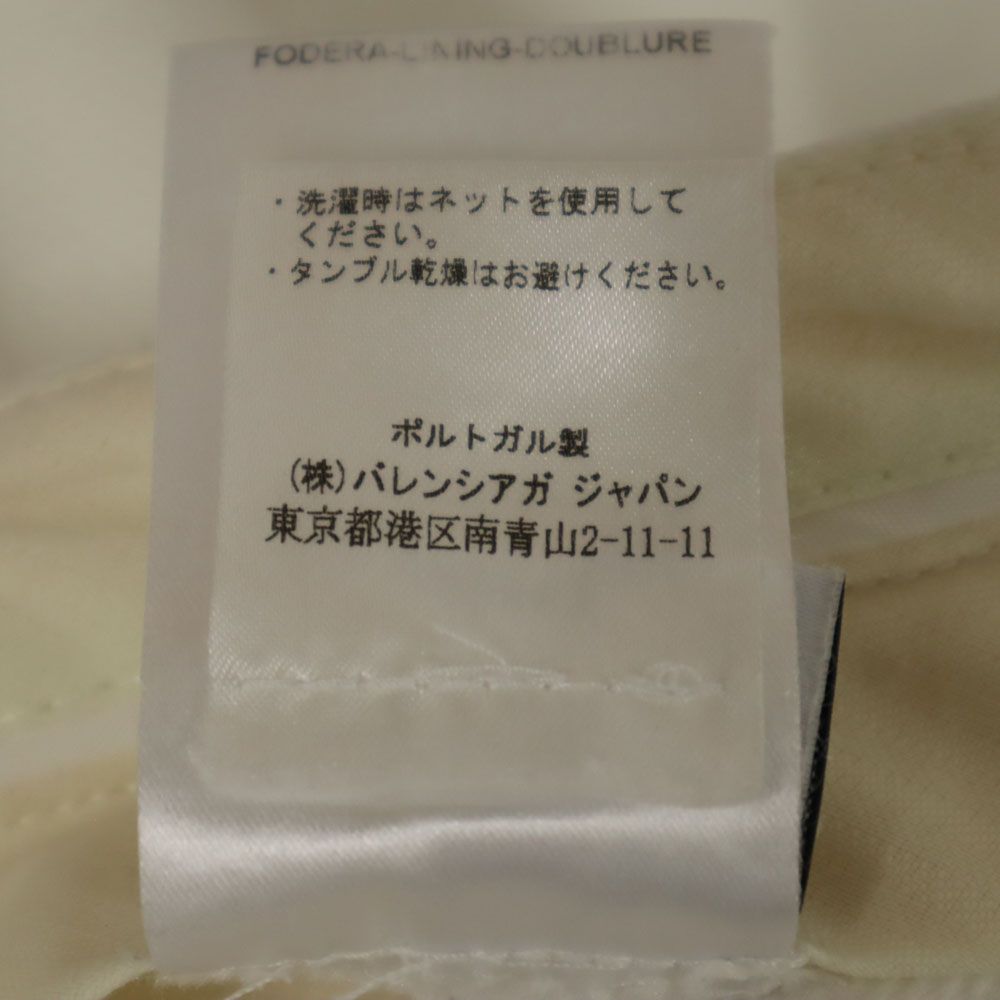 FODERA-LINING-DOUBLURE
・洗濯時はネットを使用して
ください。
・タンブル乾燥はお避けください。
ポルトガル製
(株)バレンシアガ ジャパン
東京都港区南青山2-11-11